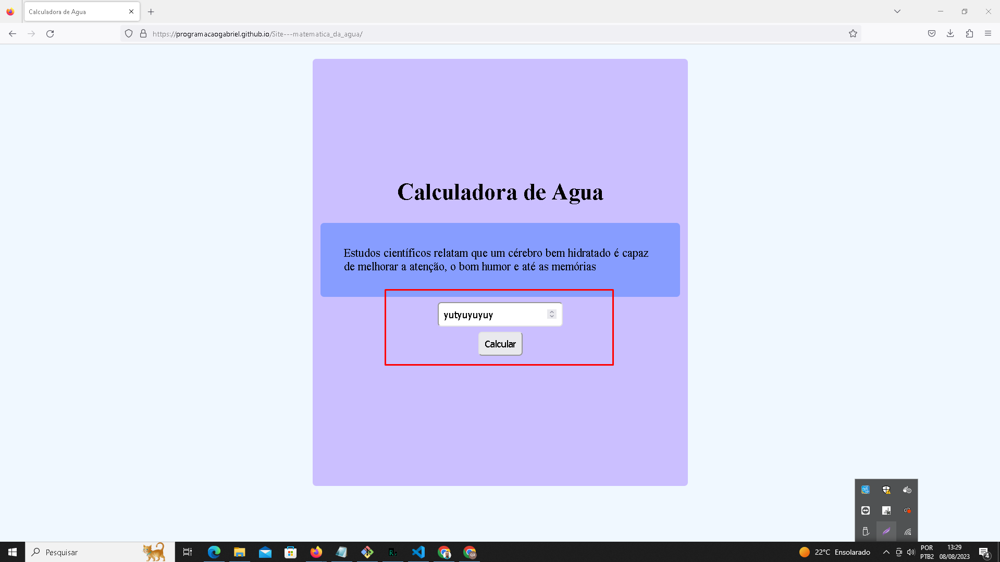 Calculadora de Agua
https://programacaogabriel.github.io/Site---matematica_da_agua/
Calculadora de Agua
Estudos científicos relatam que um cérebro bem hidratado é capaz
de melhorar a atenção, o bom humor e até as memórias
yutyuyuyuy
Calcular
Pesquisar
qa
22°C Ensolarado
POR
PTB2
13:29
08/08/2023
4